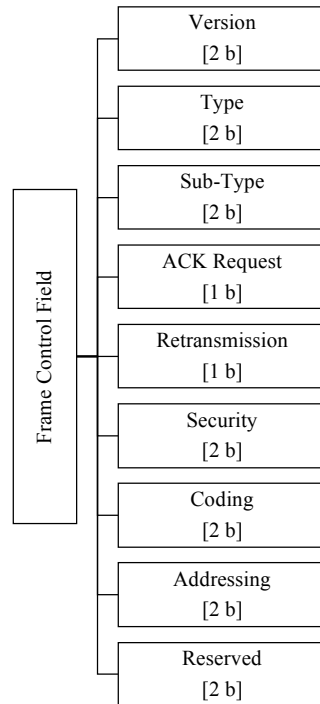 Frame Control Field
Version
[2 b]
Type
[2 b]
Sub-Type
[2 b]
ACK Request
[1 b]
Retransmission
[1 b]
Security
[2 b]
Coding
[2 b]
Addressing
[2 b]
Reserved
[2 b]